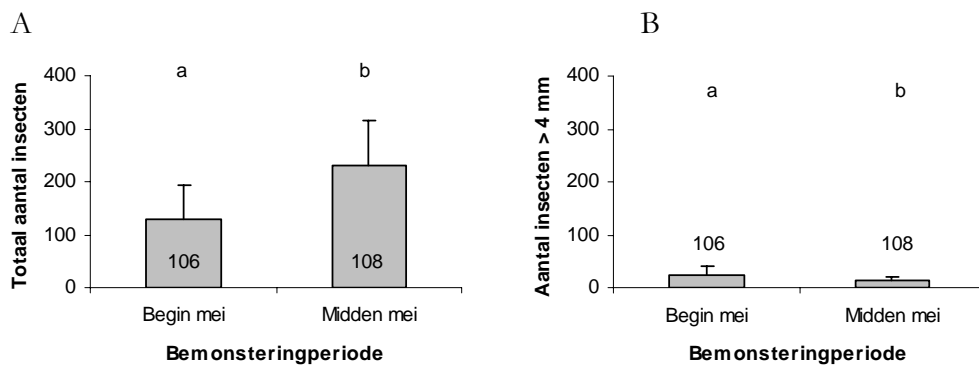 A
Totaal aantal insecten
400
300
200
100
0
a
b
106
108
Begin mei
Midden mei
Bemonsteringperiode
B
Aantal insecten > 4 mm
400
300
200
100
0
a
b
106
108
Begin mei
Midden mei
Bemonsteringperiode